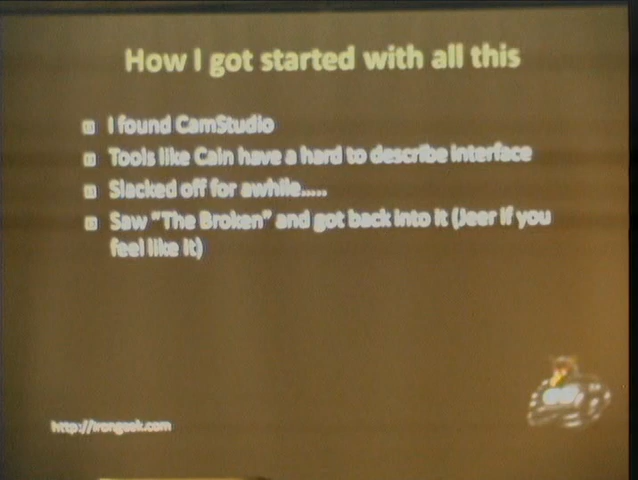 How I got started with all this
I found CamStudio
Tools like Cain have a hard to describe interface
Slacked off for awhile.....
Saw "The Broken" and got back into it (Jeer if you
feel like it)
http://irongeek.com